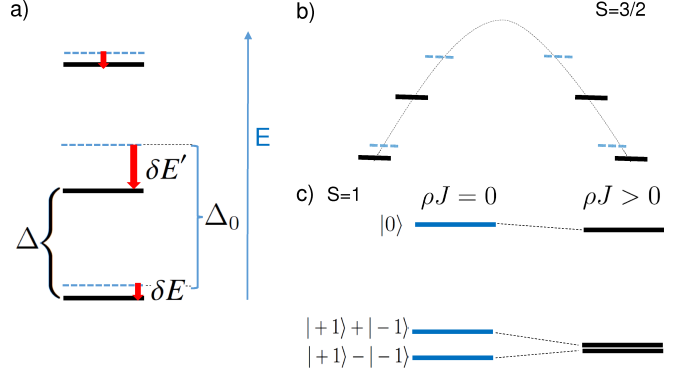 a)
E
δE′
Δ₀
Δ
δE
b)
S=3/2
c) S=1
ρJ = 0
ρJ > 0
|0⟩
|+1⟩+|−1⟩
|+1⟩−|−1⟩